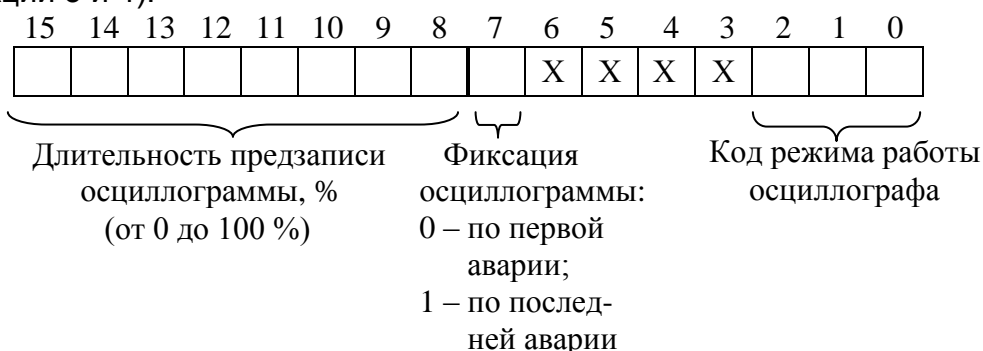 15 14 13 12 11 10 9 8 7 6 5 4 3 2 1 0
X X X X
Длительность предзаписи
осциллограммы, %
(от 0 до 100 %)
Фиксация
осциллограммы:
0 – по первой
аварии;
1 – по послед-
ней аварии
Код режима работы
осциллографа